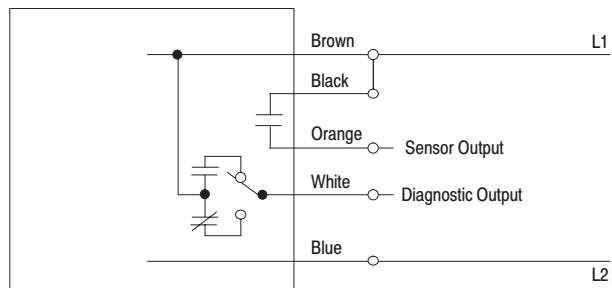 Brown
L1
Black
Orange
Sensor Output
White
Diagnostic Output
Blue
L2